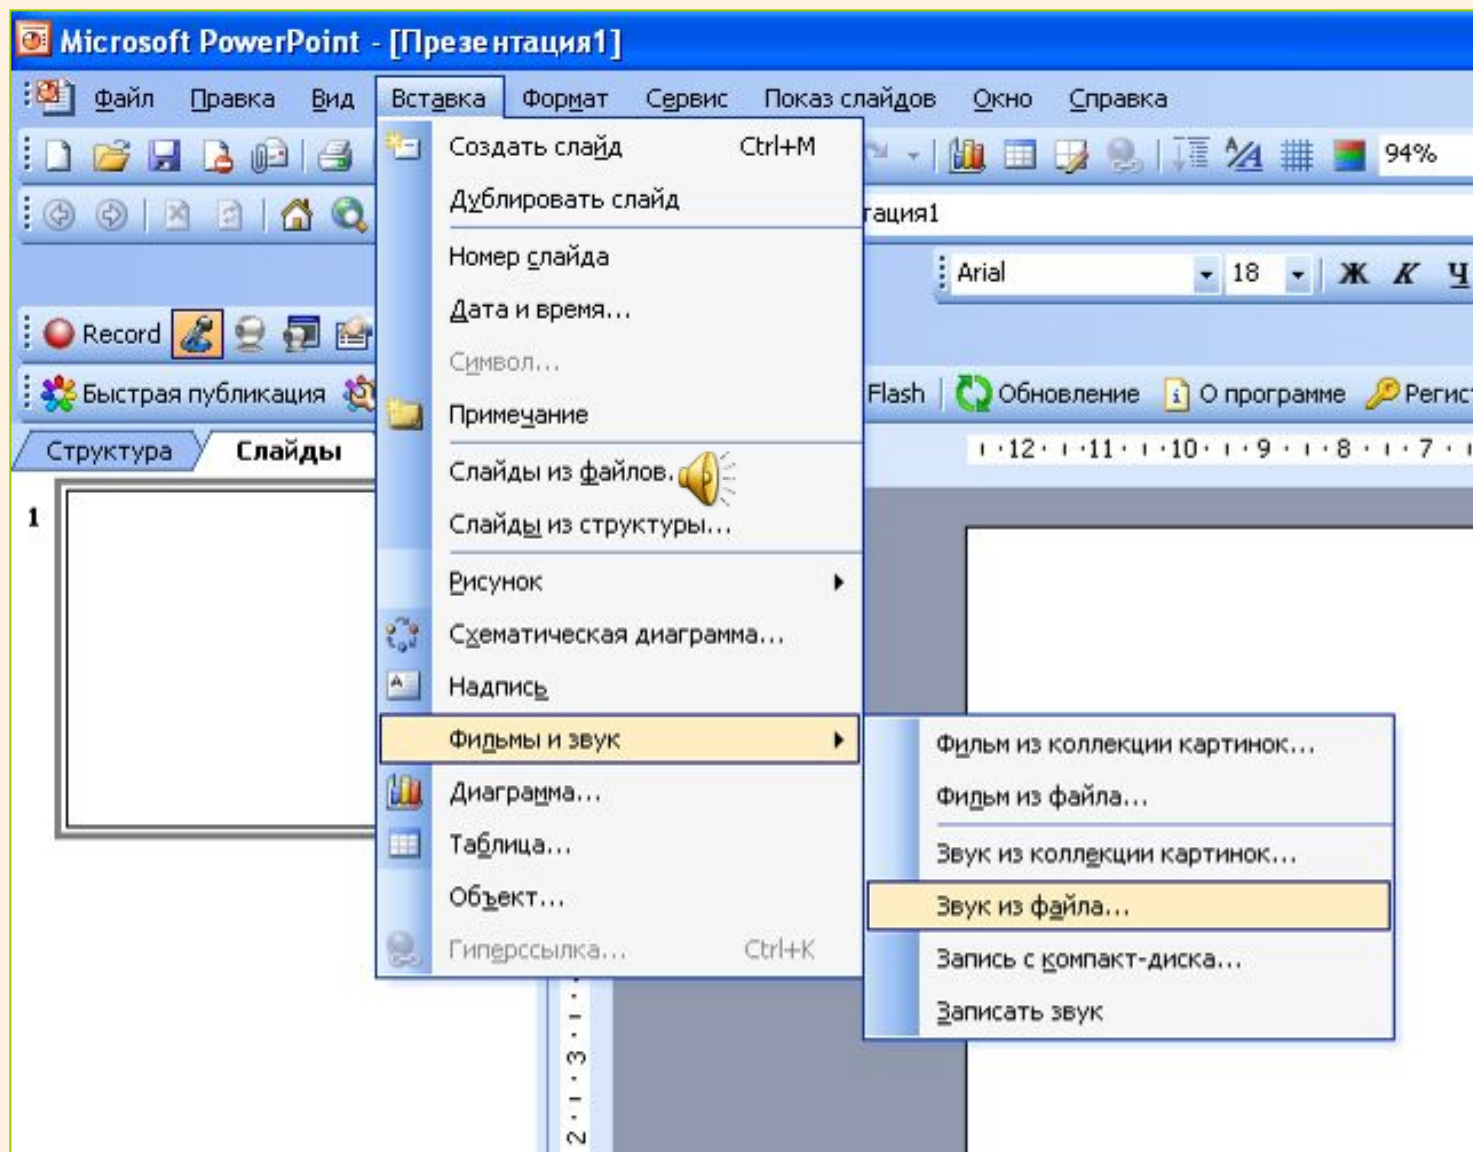 Microsoft PowerPoint - [Презентация1]
Файл Правка Вид Вставка Формат Сервис Показ слайдов Окно Справка
94%
тация1
Arial 18 Ж К Ч
Record
Быстрая публикация Flash Обновление О программе Регис
Структура Слайды
12 11 10 9 8 7
1
Создать слайд Ctrl+M
Дублировать слайд
Номер слайда
Дата и время...
Символ...
Примечание
Слайды из файлов.
Слайды из структуры...
Рисунок
Схематическая диаграмма...
Надпись
Фильмы и звук
Диаграмма...
Таблица...
Объект...
Гиперссылка... Ctrl+K
Фильм из коллекции картинок...
Фильм из файла...
Звук из коллекции картинок...
Звук из файла...
Запись с компакт-диска...
Записать звук
3
2